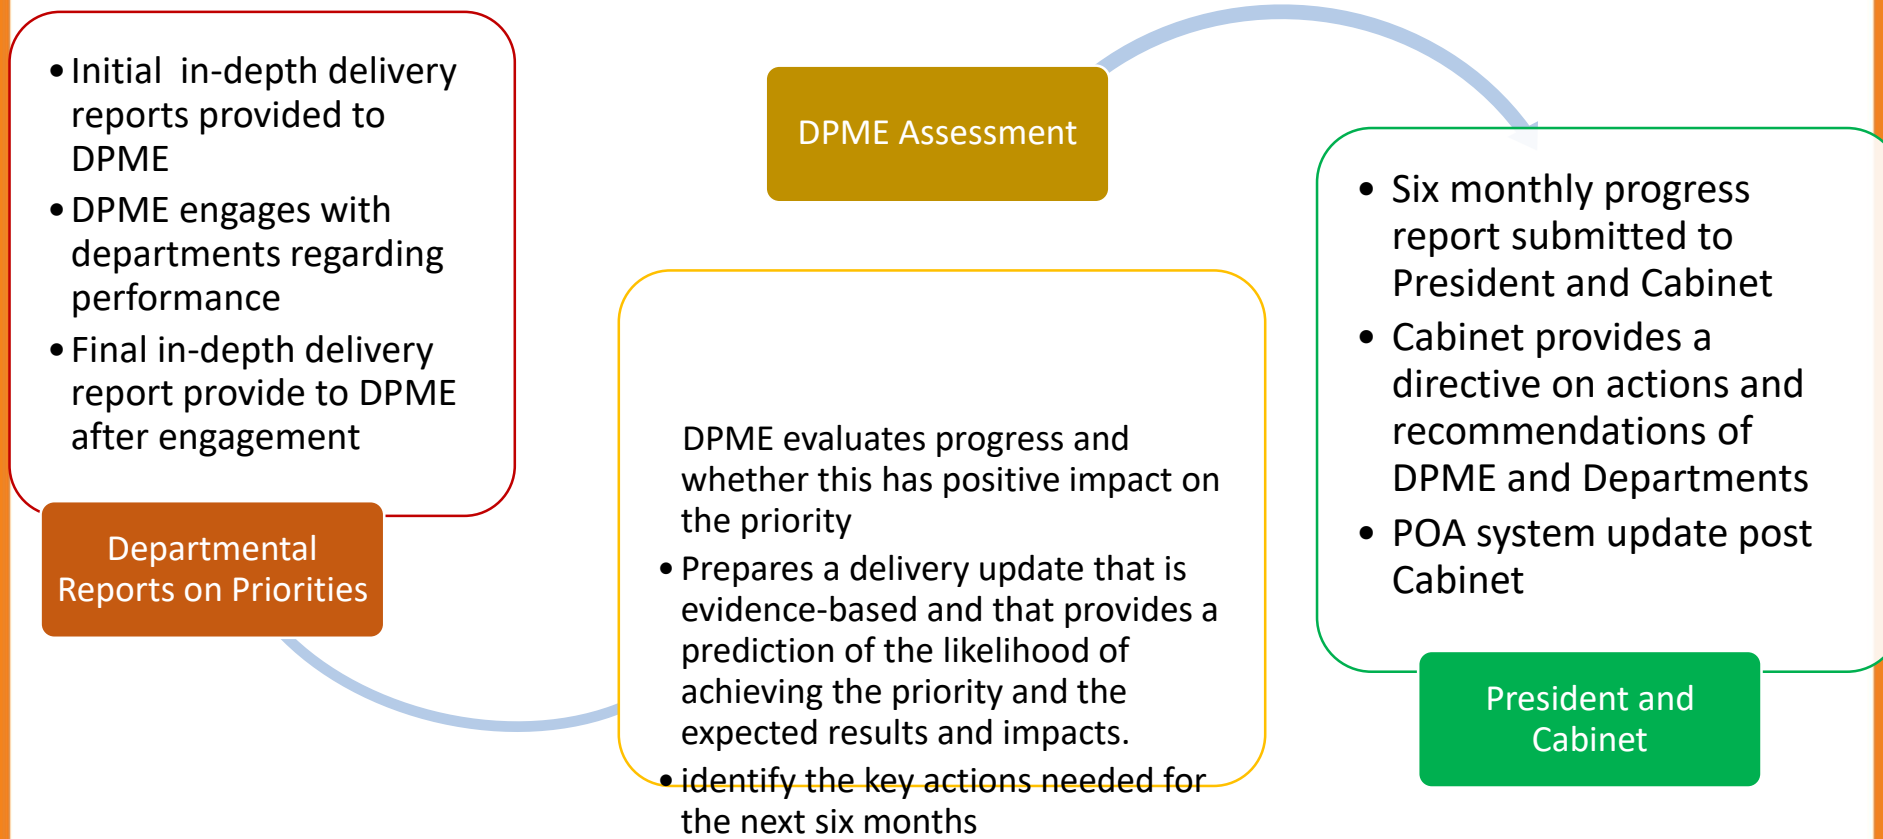 • Initial in-depth delivery
reports provided to
DPME
• DPME engages with
departments regarding
performance
• Final in-depth delivery
report provide to DPME
after engagement
Departmental
Reports on Priorities
DPME Assessment
DPME evaluates progress and
whether this has positive impact on
the priority
• Prepares a delivery update that is
evidence-based and that provides a
prediction of the likelihood of
achieving the priority and the
expected results and impacts.
• identify the key actions needed for
the next six months
• Six monthly progress
report submitted to
President and Cabinet
• Cabinet provides a
directive on actions and
recommendations of
DPME and Departments
• POA system update post
Cabinet
President and
Cabinet